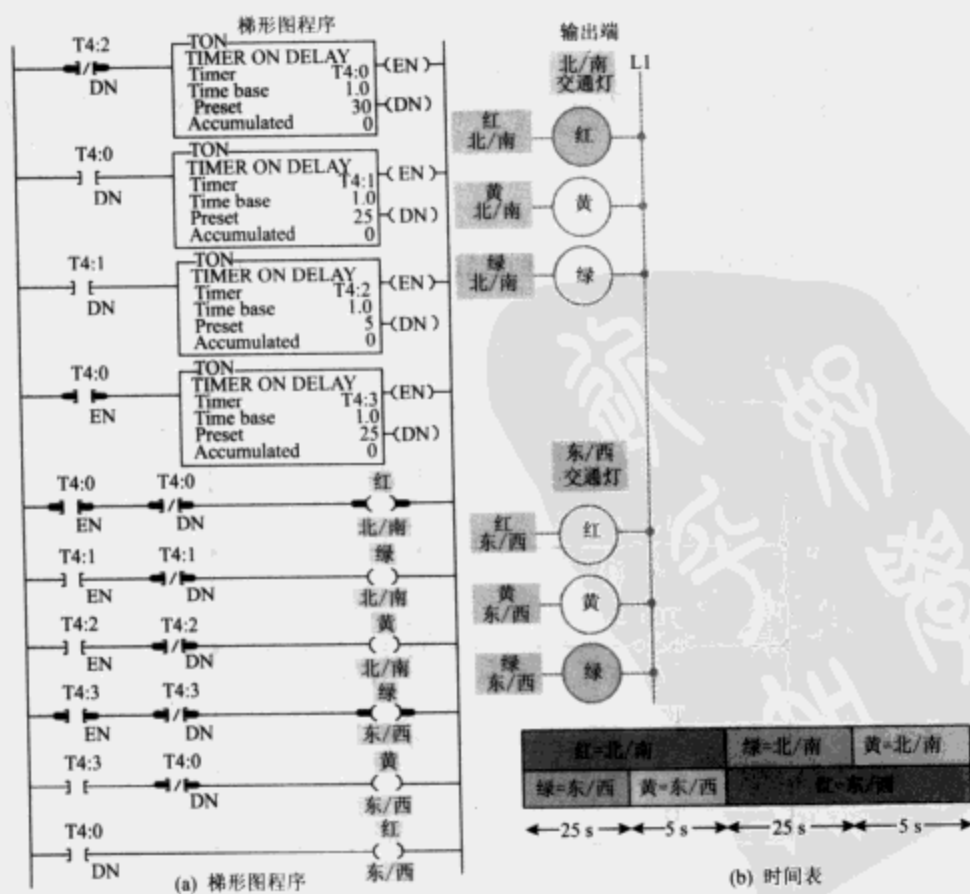 梯形图程序
T4:2
DN
TON
TIMER ON DELAY
Timer T4:0
Time base 1.0
Preset 30
Accumulated 0
(EN)
(DN)
T4:0
DN
TON
TIMER ON DELAY
Timer T4:1
Time base 1.0
Preset 25
Accumulated 0
(EN)
(DN)
T4:1
DN
TON
TIMER ON DELAY
Timer T4:2
Time base 1.0
Preset 5
Accumulated 0
(EN)
(DN)
T4:0
EN
TON
TIMER ON DELAY
Timer T4:3
Time base 1.0
Preset 25
Accumulated 0
(EN)
(DN)
T4:0 T4:0 红
EN DN 北/南
T4:1 T4:1 绿
EN DN 北/南
T4:2 T4:2 黄
EN DN 北/南
T4:3 T4:3 绿
EN DN 东/西
T4:3 T4:0 黄
DN 东/西
T4:0 红
DN 东/西
(a) 梯形图程序
输出端
L1
北/南
交通灯
红
北/南
红
黄
北/南
黄
绿
北/南
绿
东/西
交通灯
红
东/西
红
黄
东/西
黄
绿
东/西
绿
红=北/南 绿=北/南 黄=北/南
绿=东/西 黄=东/西 红=东/西
25 s 5 s 25 s 5 s
(b) 时间表